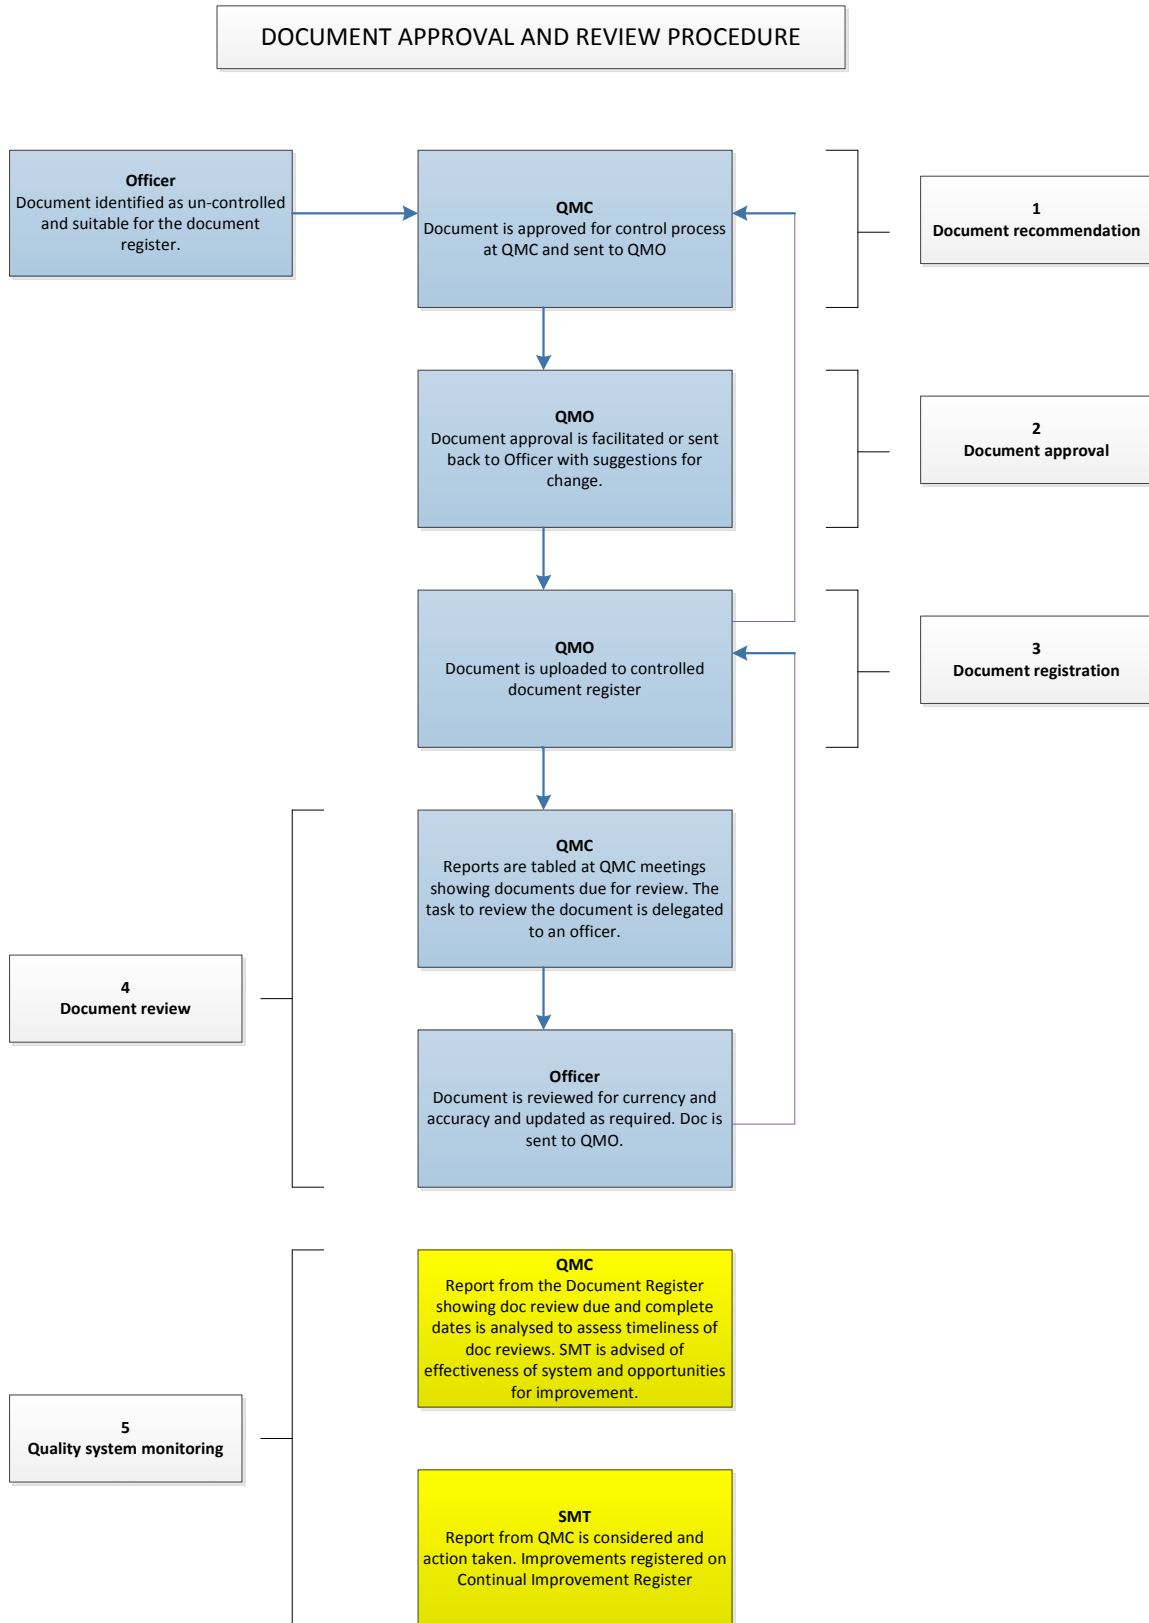 DOCUMENT APPROVAL AND REVIEW PROCEDURE
Officer
Document identified as un-controlled
and suitable for the document
register.
QMC
Document is approved for control process
at QMC and sent to QMO
1
Document recommendation
QMO
Document approval is facilitated or sent
back to Officer with suggestions for
change.
2
Document approval
QMO
Document is uploaded to controlled
document register
3
Document registration
QMC
Reports are tabled at QMC meetings
showing documents due for review. The
task to review the document is delegated
to an officer.
4
Document review
Officer
Document is reviewed for currency and
accuracy and updated as required. Doc is
sent to QMO.
QMC
Report from the Document Register
showing doc review due and complete
dates is analysed to assess timeliness of
doc reviews. SMT is advised of
effectiveness of system and opportunities
for improvement.
5
Quality system monitoring
SMT
Report from QMC is considered and
action taken. Improvements registered on
Continual Improvement Register